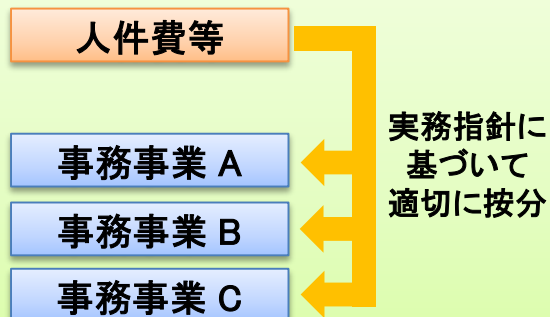 人件費等
実務指針に
基づいて
適切に按分
事務事業 A
事務事業 B
事務事業 C